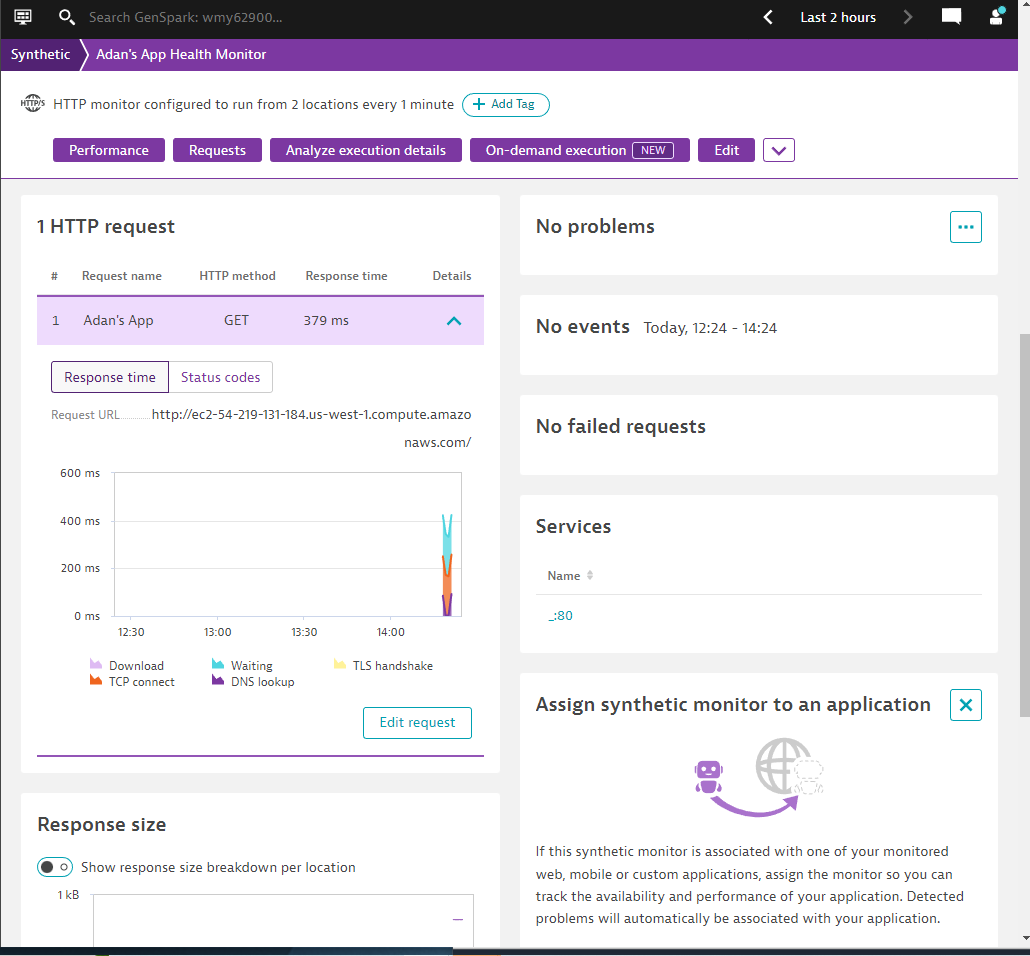 Search GenSpark: wmy62900...
Last 2 hours
Synthetic
Adan's App Health Monitor
HTTP/S
HTTP monitor configured to run from 2 locations every 1 minute
Add Tag
Performance
Requests
Analyze execution details
On-demand execution NEW
Edit
1 HTTP request
# Request name HTTP method Response time Details
1 Adan's App GET 379 ms
Response time
Status codes
Request URL http://ec2-54-219-131-184.us-west-1.compute.amazo
naws.com/
600 ms
400 ms
200 ms
0 ms
12:30 13:00 13:30 14:00
Download Waiting TLS handshake
TCP connect DNS lookup
Edit request
Response size
Show response size breakdown per location
1 kB
No problems
No events Today, 12:24 - 14:24
No failed requests
Services
Name
_:80
Assign synthetic monitor to an application
If this synthetic monitor is associated with one of your monitored
web, mobile or custom applications, assign the monitor so you can
track the availability and performance of your application. Detected
problems will automatically be associated with your application.